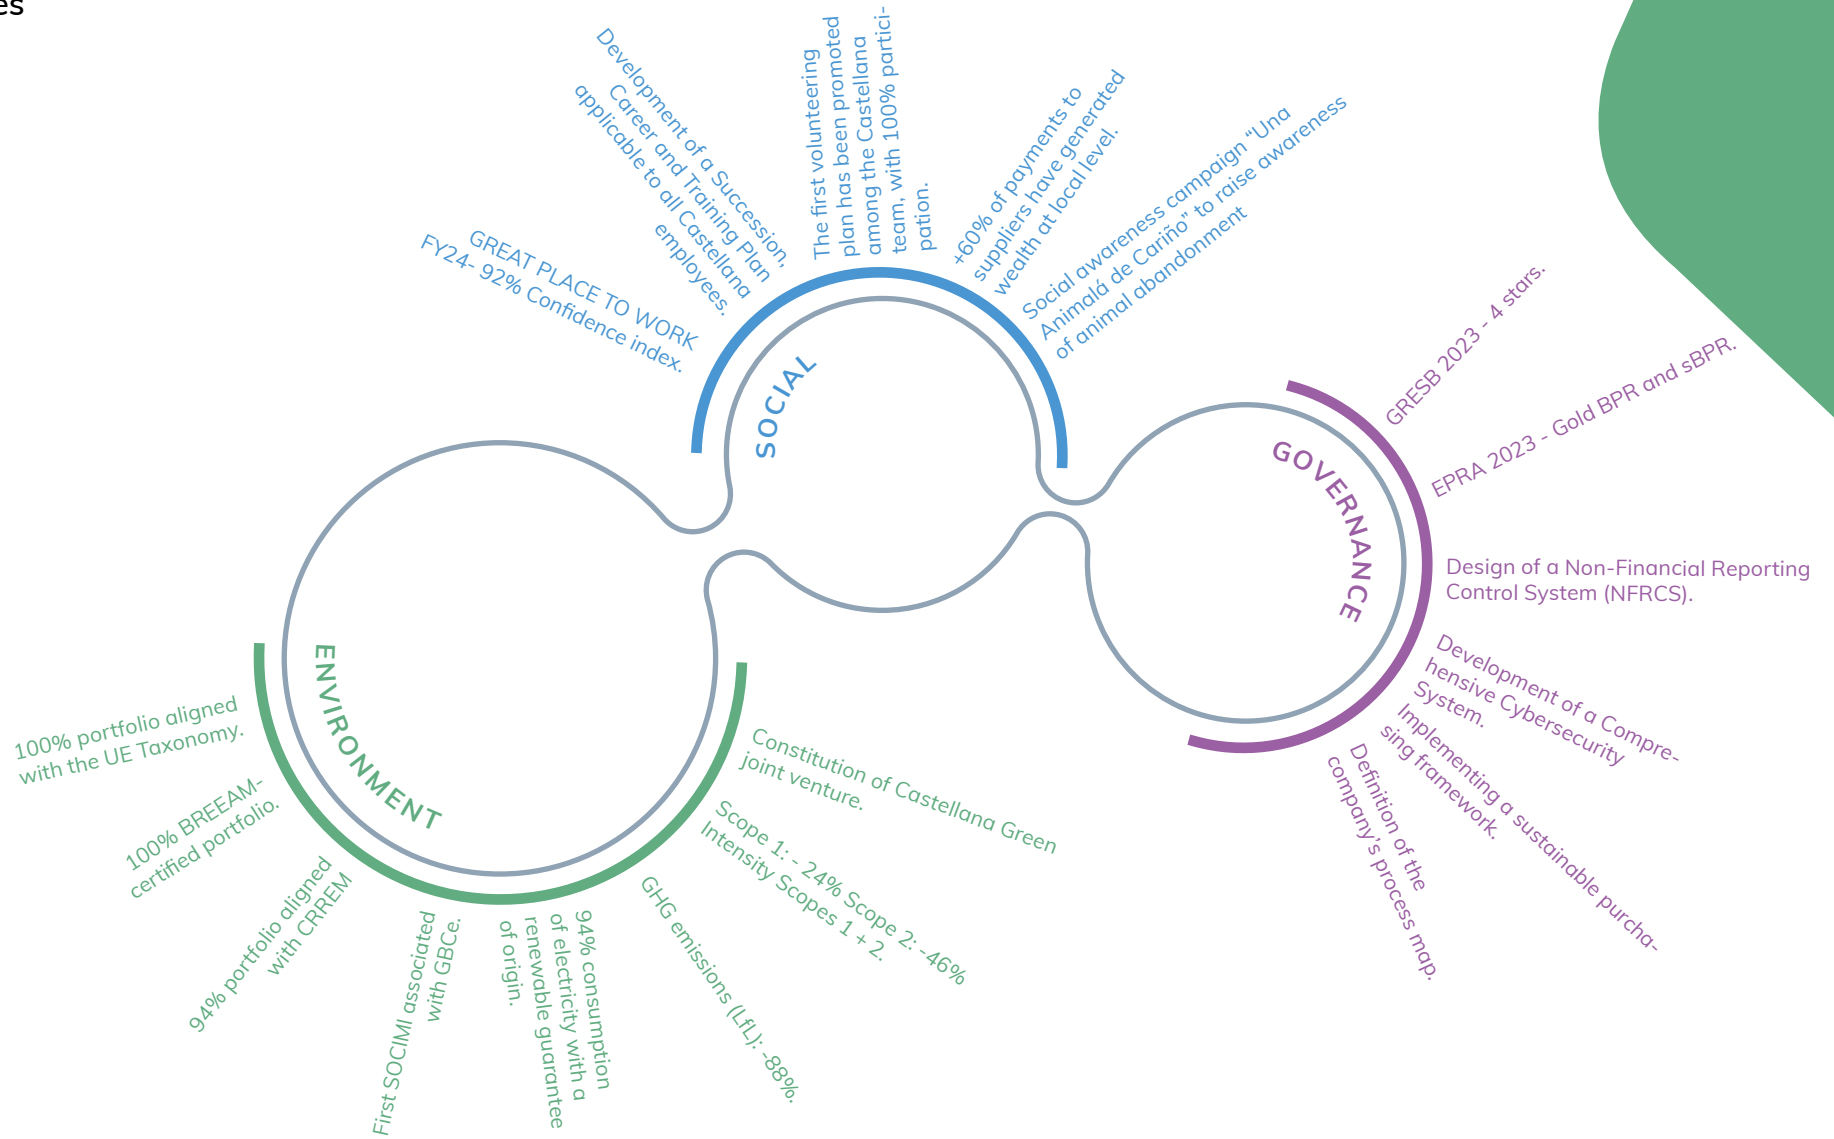 es
GREAT PLACE TO WORK
FY24- 92% Confidence index.
Development of a Succession,
Career and Training Plan
applicable to all Castellana
employees.
The first volunteering
plan has been promoted
among the Castellana
team, with 100% partici-
pation.
+60% of payments to
suppliers have generated
wealth at local level.
Social awareness campaign “Una
Animalá de Cariño” to raise awareness
of animal abandonment
SOCIAL
GRESB 2023 - 4 stars.
EPRA 2023 - Gold BPR and sBPR.
Design of a Non-Financial Reporting
Control System (NFRCS).
Development of a Compre-
hensive Cybersecurity
System.
Implementing a sustainable purcha-
sing framework.
Definition of the
company’s process map.
GOVERNANCE
ENVIRONMENT
100% portfolio aligned
with the UE Taxonomy.
100% BREEAM-
certified portfolio.
94% portfolio aligned
with CRREM
First SOCIMI associated
with GBCe.
94% consumption
of electricity with a
renewable guarantee
of origin.
GHG emissions (LfL): -88%.
Scope 1: - 24% Scope 2: -46%
Intensity Scopes 1 + 2.
Constitution of Castellana Green
joint venture.